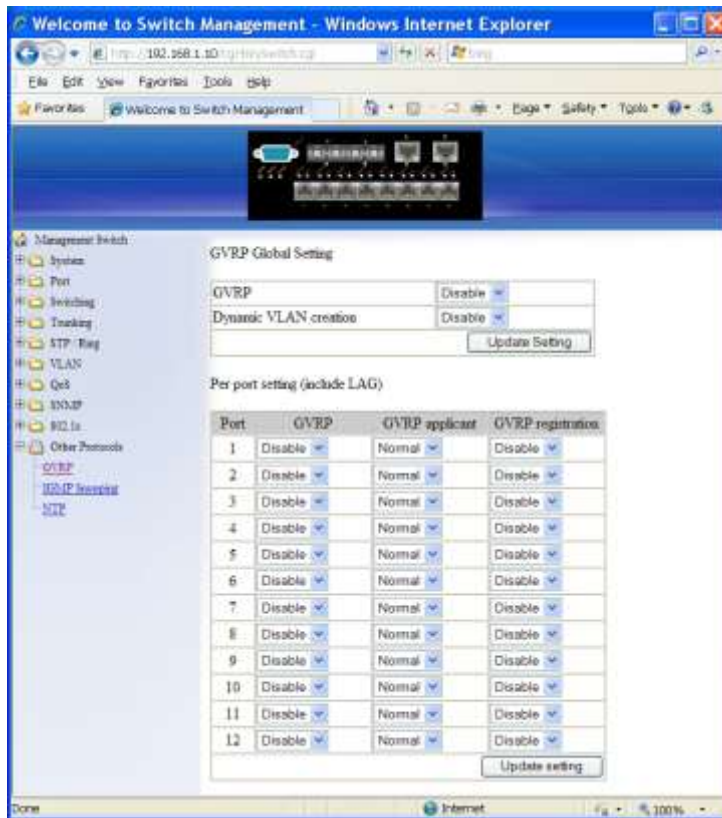 Welcome to Switch Management - Windows Internet Explorer
192.168.1.10
File Edit View Favorites Tools Help
Favorites Welcome to Switch Management Page Safety Tools
Management Switch
System
Port
Switching
Trunking
STP / Ring
VLAN
QoS
SNMP
802.1x
Other Protocols
GVRP
IGMP Snooping
NTP
GVRP Global Setting
GVRP Disable
Dynamic VLAN creation Disable
Update Setting
Per port setting (include LAG)
Port GVRP GVRP applicant GVRP registration
1 Disable Normal Disable
2 Disable Normal Disable
3 Disable Normal Disable
4 Disable Normal Disable
5 Disable Normal Disable
6 Disable Normal Disable
7 Disable Normal Disable
8 Disable Normal Disable
9 Disable Normal Disable
10 Disable Normal Disable
11 Disable Normal Disable
12 Disable Normal Disable
Update setting
Done Internet 100%